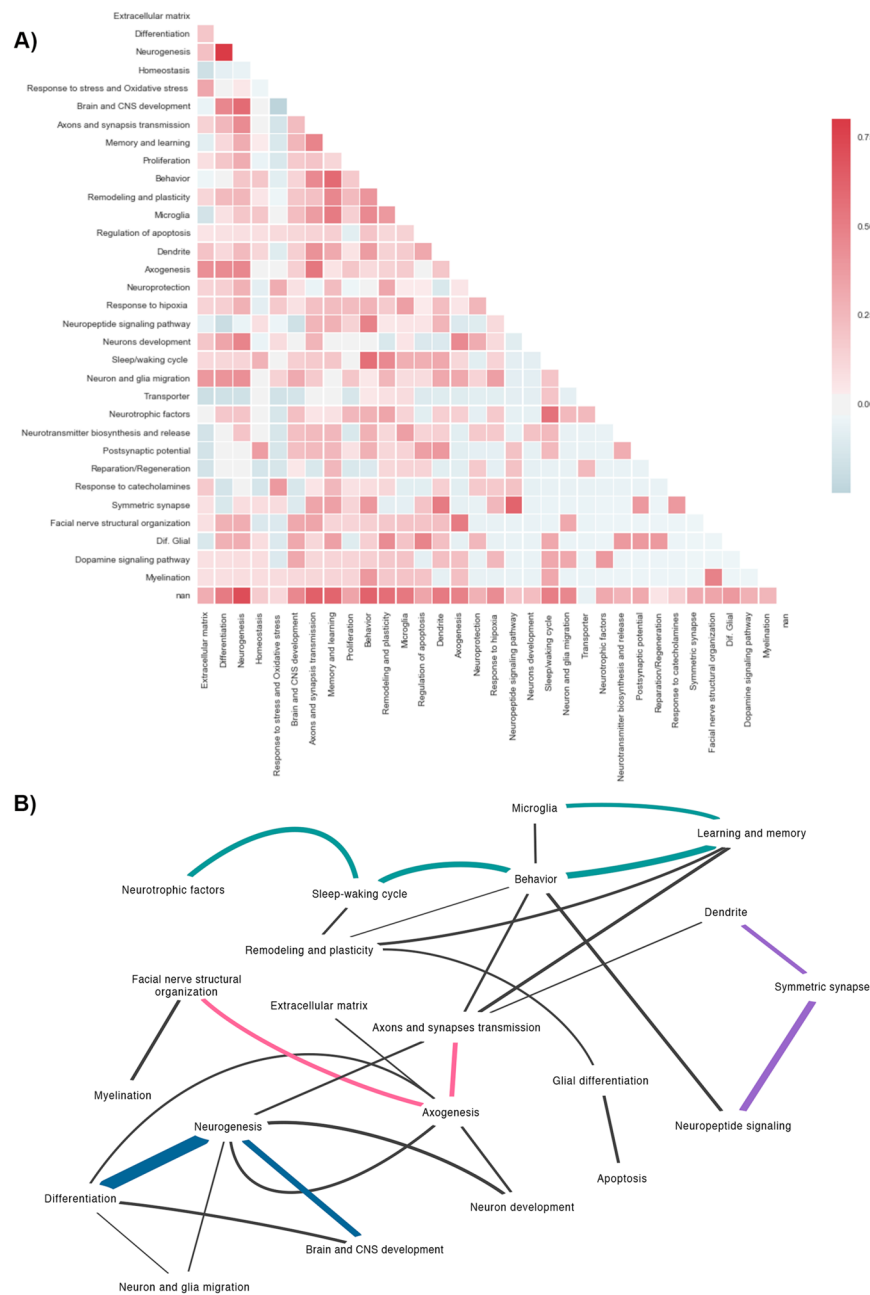 A)
Extracellular matrix
Differentiation
Neurogenesis
Homeostasis
Response to stress and Oxidative stress
Brain and CNS development
Axons and synapsis transmission
Memory and learning
Proliferation
Behavior
Remodeling and plasticity
Microglia
Regulation of apoptosis
Dendrite
Axogenesis
Neuroprotection
Response to hipoxia
Neuropeptide signaling pathway
Neurons development
Sleep/waking cycle
Neuron and glia migration
Transporter
Neurotrophic factors
Neurotransmitter biosynthesis and release
Postsynaptic potential
Reparation/Regeneration
Response to catecholamines
Symmetric synapse
Facial nerve structural organization
Dif. Glial
Dopamine signaling pathway
Myelination
nan
0.7
0.5
0.2
0.0
Extracellular matrix
Differentiation
Neurogenesis
Homeostasis
Response to stress and Oxidative stress
Brain and CNS development
Axons and synapsis transmission
Memory and learning
Proliferation
Behavior
Remodeling and plasticity
Microglia
Regulation of apoptosis
Dendrite
Axogenesis
Neuroprotection
Response to hipoxia
Neuropeptide signaling pathway
Neurons development
Sleep/waking cycle
Neuron and glia migration
Transporter
Neurotrophic factors
Neurotransmitter biosynthesis and release
Postsynaptic potential
Reparation/Regeneration
Response to catecholamines
Symmetric synapse
Facial nerve structural organization
Dif. Glial
Dopamine signaling pathway
Myelination
nan
B)
Microglia
Learning and memory
Neurotrophic factors
Sleep-waking cycle
Behavior
Dendrite
Remodeling and plasticity
Facial nerve structural
organization
Symmetric synapse
Extracellular matrix
Axons and synapses transmission
Myelination
Glial differentiation
Axogenesis
Neurogenesis
Neuropeptide signaling
Apoptosis
Differentiation
Neuron development
Brain and CNS development
Neuron and glia migration